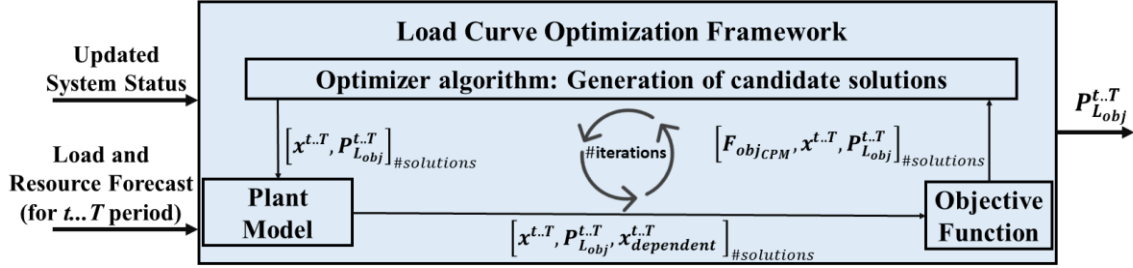 Load Curve Optimization Framework
Updated
System Status
Optimizer algorithm: Generation of candidate solutions
P_{L_{obj}}^{t..T}
[x^{t..T}, P_{L_{obj}}^{t..T}]_{#solutions}
#iterations
[F_{obj_{CPM}}, x^{t..T}, P_{L_{obj}}^{t..T}]_{#solutions}
Load and
Resource Forecast
(for t...T period)
Plant
Model
[x^{t..T}, P_{L_{obj}}^{t..T}, x_{dependent}^{t..T}]_{#solutions}
Objective
Function